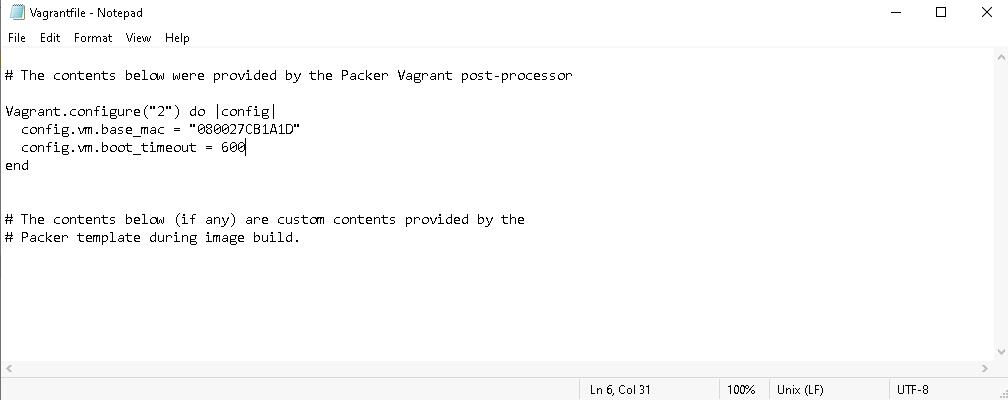 Vagrantfile - Notepad
File Edit Format View Help
# The contents below were provided by the Packer Vagrant post-processor
Vagrant.configure("2") do |config|
  config.vm.base_mac = "080027CB1A1D"
  config.vm.boot_timeout = 600
end
# The contents below (if any) are custom contents provided by the
# Packer template during image build.
Ln 6, Col 31 100% Unix (LF) UTF-8